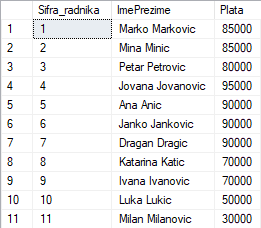 Sifra_radnika ImePrezime Plata
1 1 Marko Markovic 85000
2 2 Mina Minic 85000
3 3 Petar Petrovic 80000
4 4 Jovana Jovanovic 95000
5 5 Ana Anic 90000
6 6 Janko Jankovic 90000
7 7 Dragan Dragic 90000
8 8 Katarina Katic 70000
9 9 Ivana Ivanovic 70000
10 10 Luka Lukic 50000
11 11 Milan Milanovic 30000